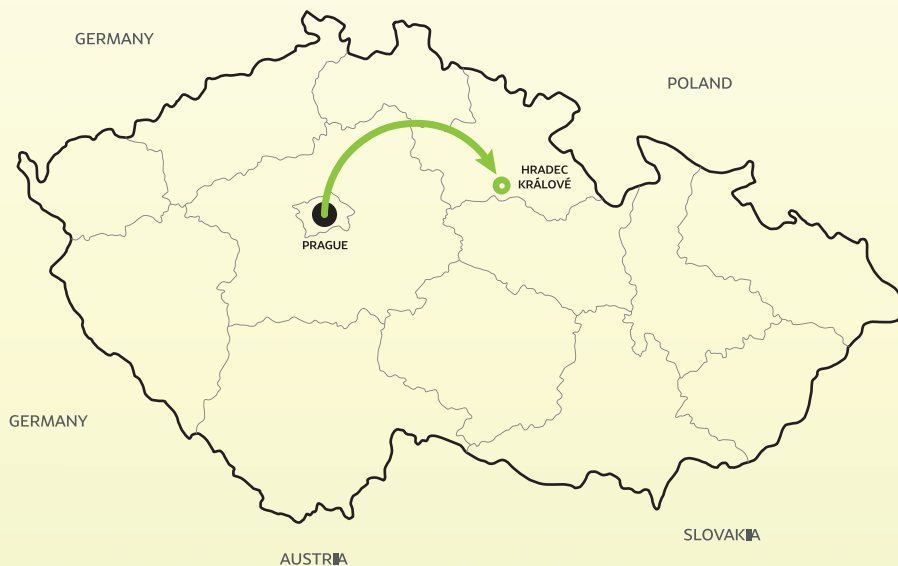 GERMANY
POLAND
HRADEC
KRÁLOVÉ
PRAGUE
GERMANY
SLOVAKIA
AUSTRIA